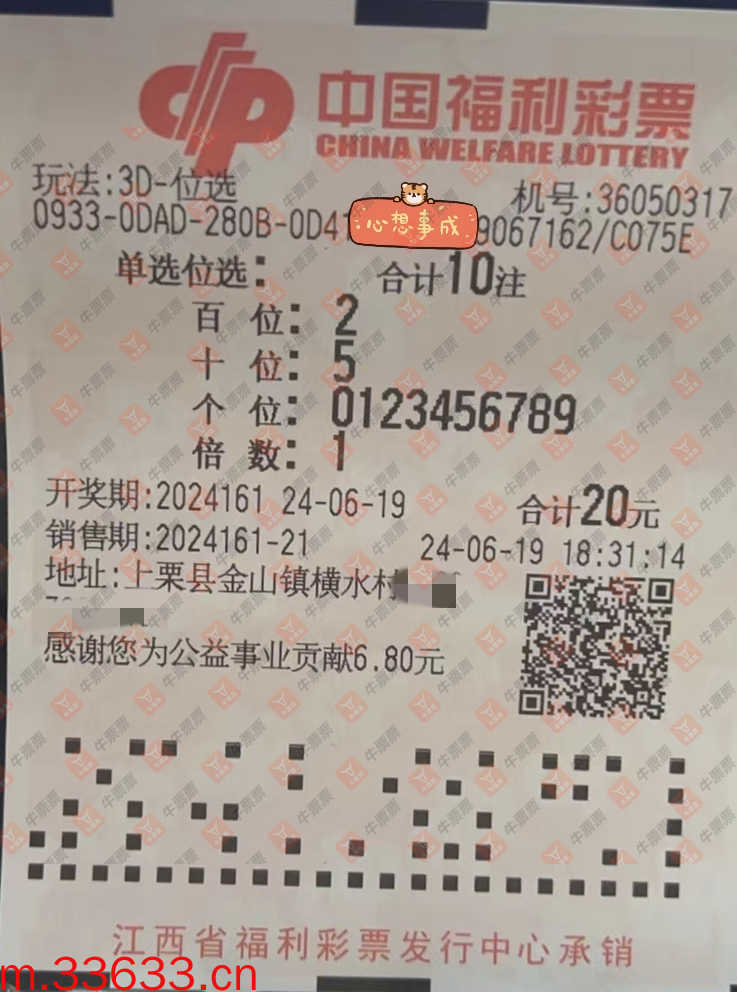 中国福利彩票
CHINA WELFARE LOTTERY
玩法:3D-位选 机号:36050317
0933-0DAD-280B-0D41 心想事成 9067162/C075E
单选位选: 合计10注
百 位: 2
十 位: 5
个 位: 0123456789
倍 数: 1
开奖期:2024161 24-06-19 合计20元
销售期:2024161-21 24-06-19 18:31:14
地址:上栗县金山镇横水村
感谢您为公益事业贡献6.80元
江西省福利彩票发行中心承销
m.33633.cn
牛票票